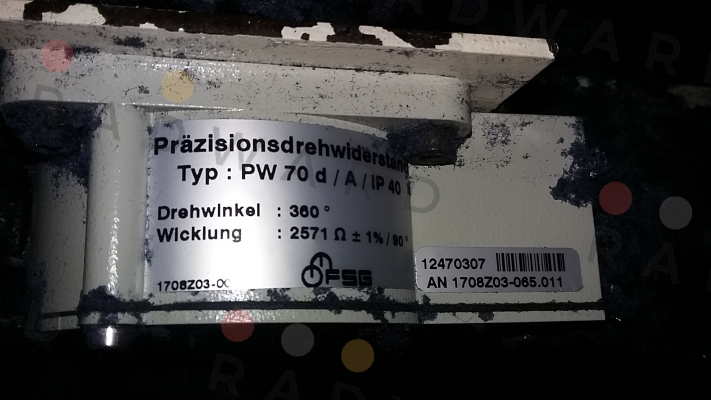 Präzisionsdrehwiderstand
Typ : PW 70 d / A / IP 40
Drehwinkel : 360 °
Wicklung : 2571 Ω ± 1% / 90°
1708Z03-0
FSG
12470307
AN 1708Z03-065.011